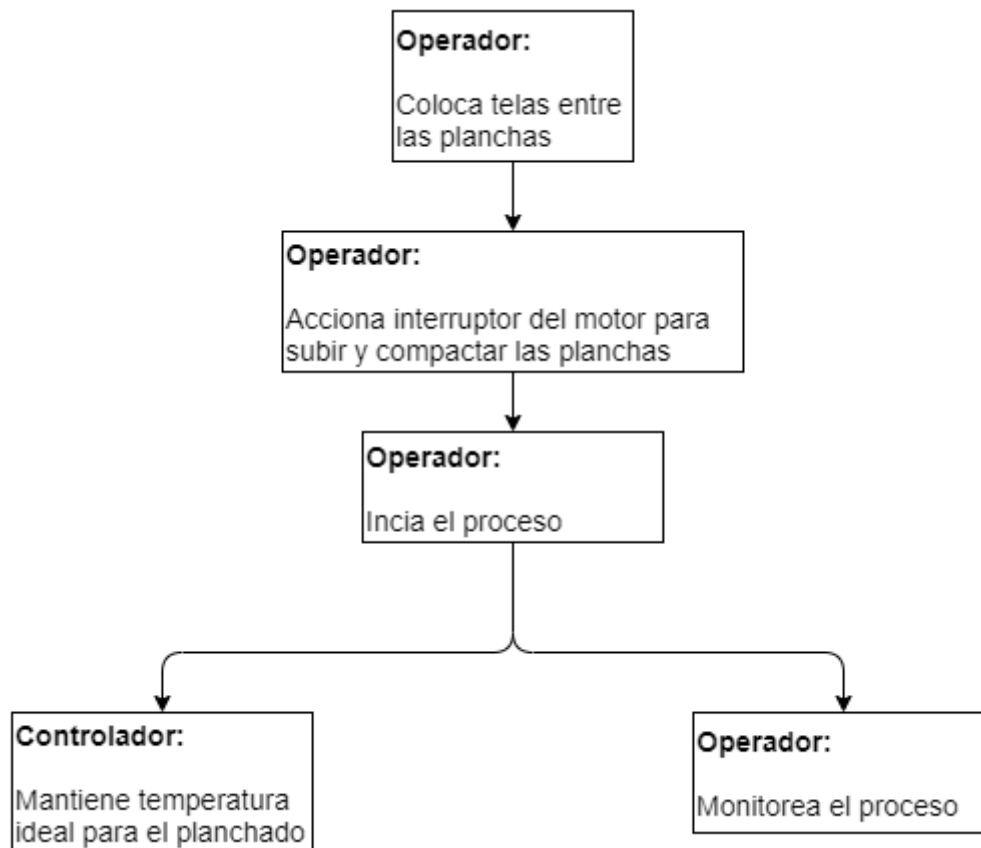 Operador:
Coloca telas entre
las planchas
Operador:
Acciona interruptor del motor para
subir y compactar las planchas
Operador:
Incia el proceso
Controlador:
Mantiene temperatura
ideal para el planchado
Operador:
Monitorea el proceso